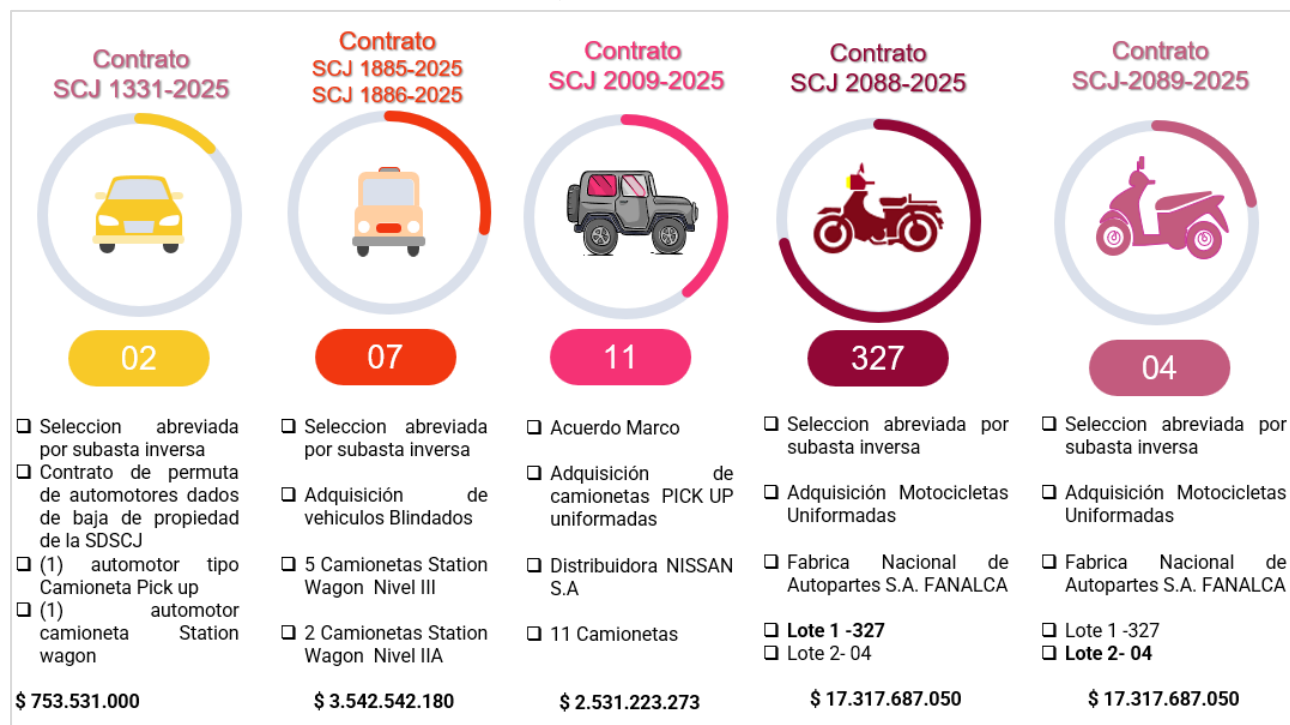 Contrato
SCJ 1331-2025
02
❑ Seleccion abreviada
por subasta inversa
❑ Contrato de permuta
de automotores dados
de baja de propiedad
de la SDSCJ
❑ (1) automotor tipo
Camioneta Pick up
❑ (1) automotor
camioneta Station
wagon
$ 753.531.000
Contrato
SCJ 1885-2025
SCJ 1886-2025
07
❑ Seleccion abreviada
por subasta inversa
❑ Adquisición de
vehiculos Blindados
❑ 5 Camionetas Station
Wagon Nivel III
❑ 2 Camionetas Station
Wagon Nivel IIA
$ 3.542.542.180
Contrato
SCJ 2009-2025
11
❑ Acuerdo Marco
❑ Adquisición de
camionetas PICK UP
uniformadas
❑ Distribuidora NISSAN
S.A
❑ 11 Camionetas
$ 2.531.223.273
Contrato
SCJ 2088-2025
327
❑ Seleccion abreviada por
subasta inversa
❑ Adquisición Motocicletas
Uniformadas
❑ Fabrica Nacional de
Autopartes S.A. FANALCA
❑ Lote 1 -327
❑ Lote 2- 04
$ 17.317.687.050
Contrato
SCJ-2089-2025
04
❑ Seleccion abreviada por
subasta inversa
❑ Adquisición Motocicletas
Uniformadas
❑ Fabrica Nacional de
Autopartes S.A. FANALCA
❑ Lote 1 -327
❑ Lote 2- 04
$ 17.317.687.050